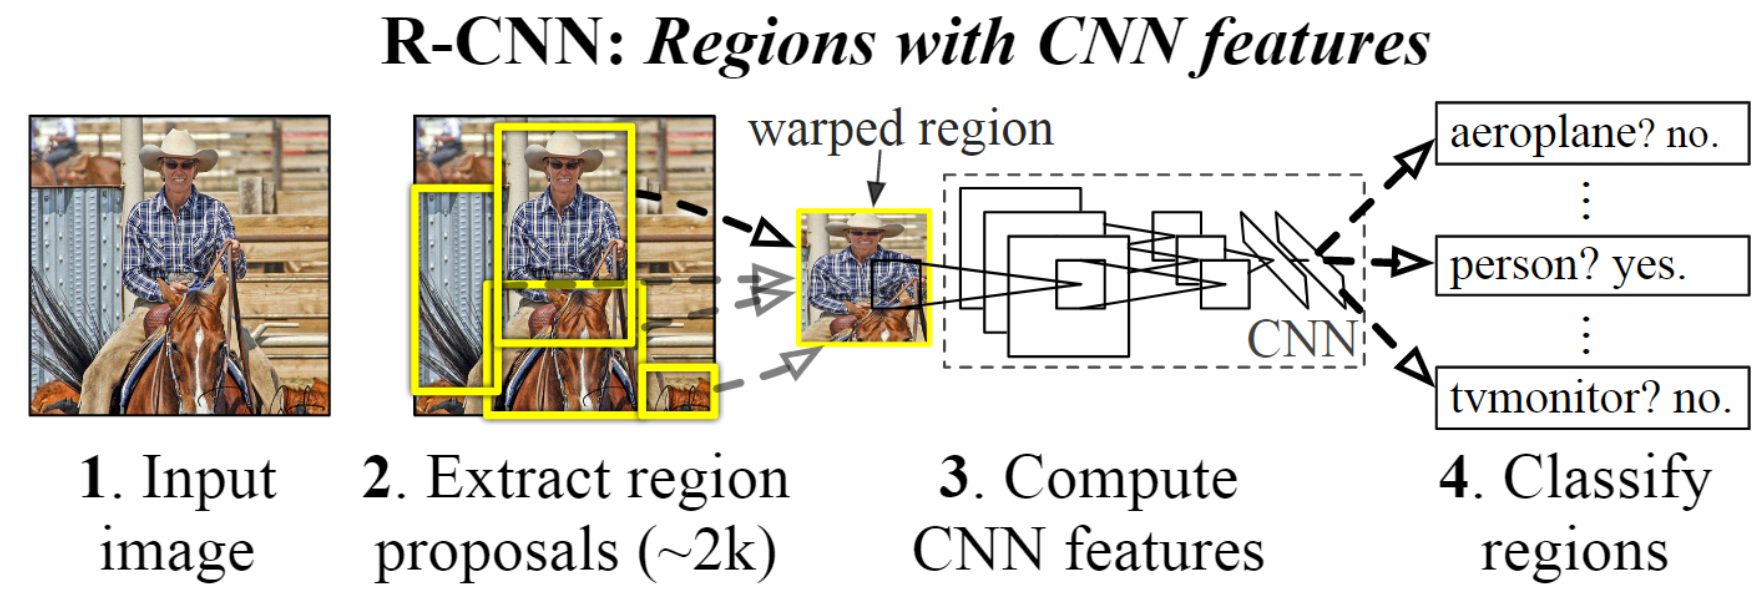 R-CNN: Regions with CNN features
warped region
aeroplane? no.
⋮
person? yes.
⋮
tvmonitor? no.
CNN
1. Input
image
2. Extract region
proposals (~2k)
3. Compute
CNN features
4. Classify
regions